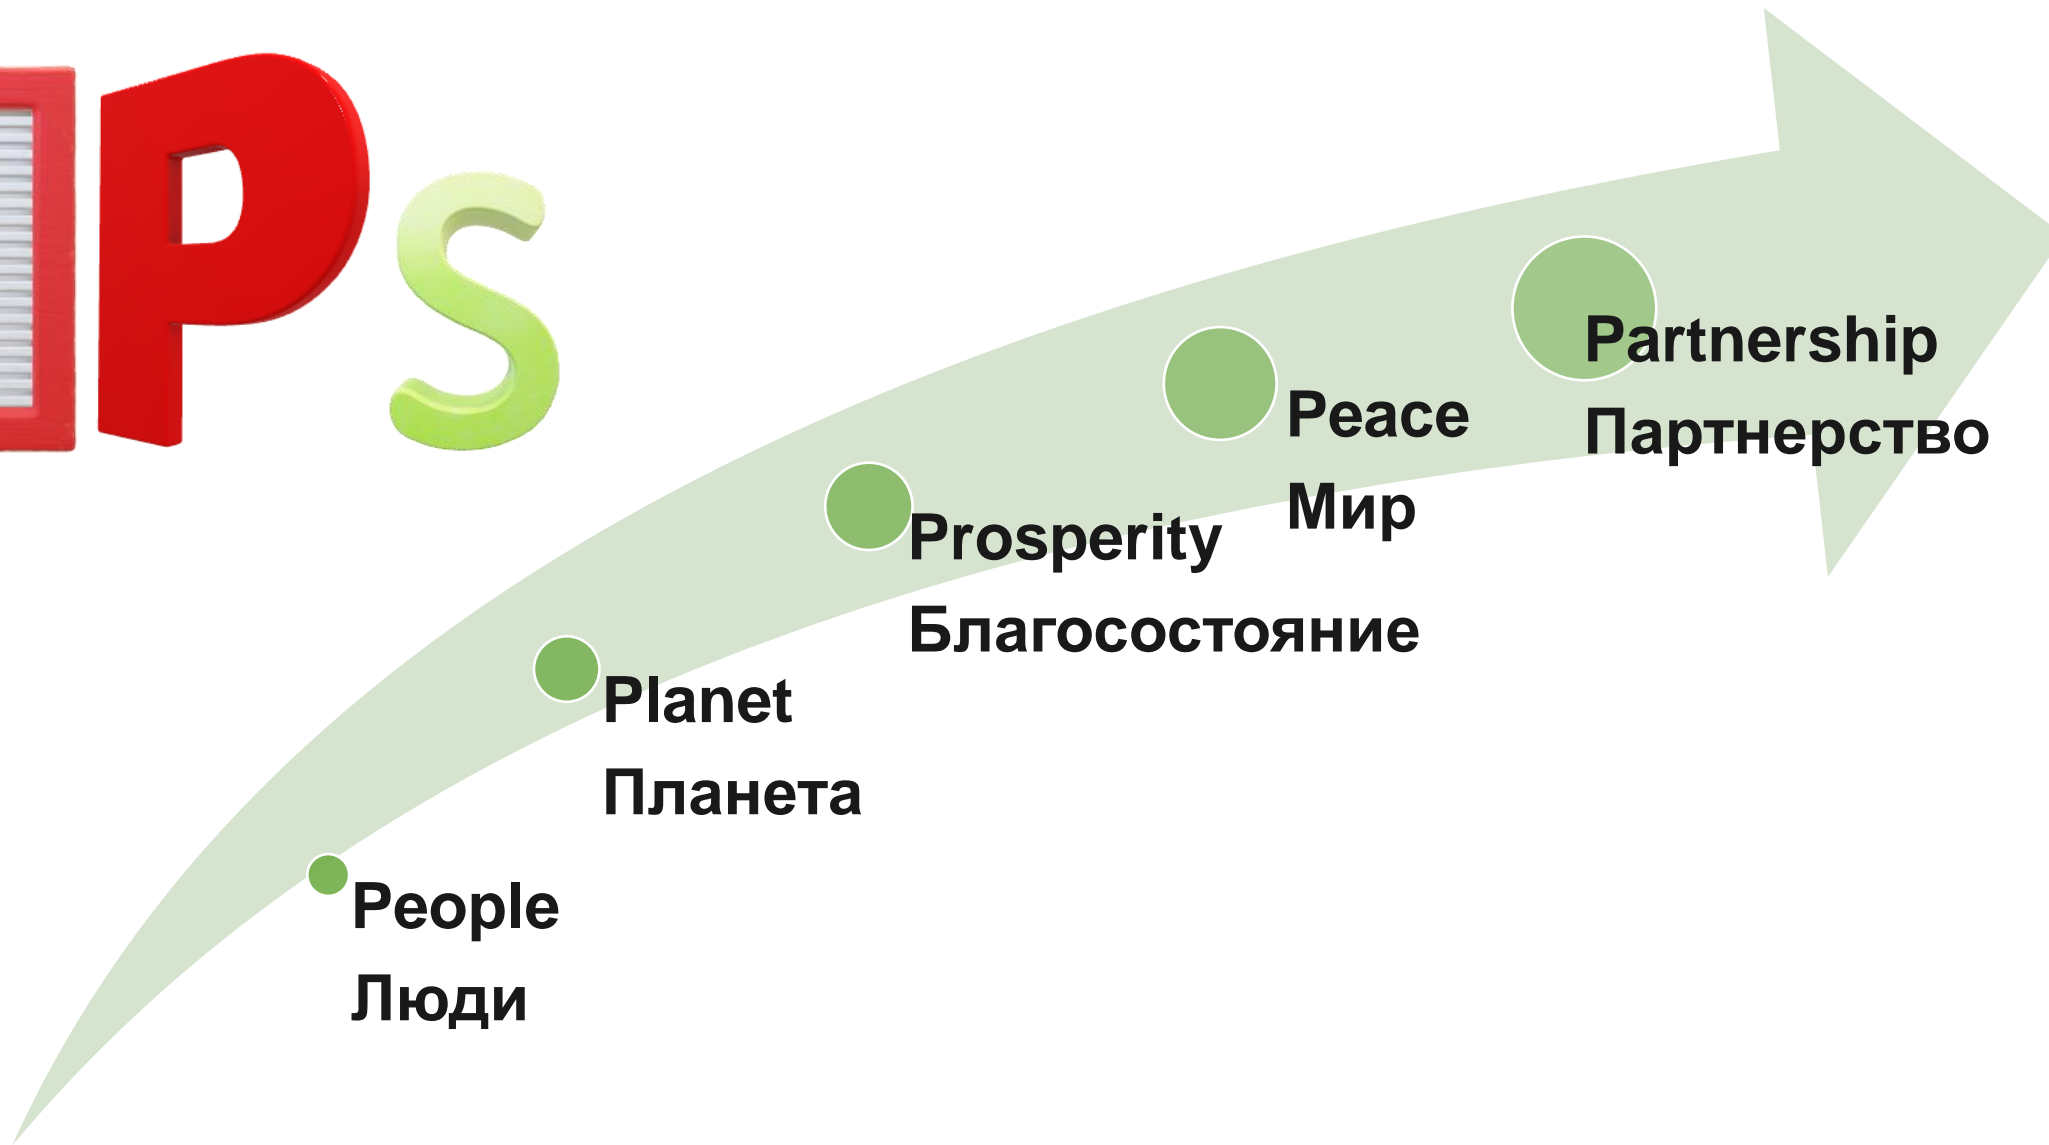 Ps
Partnership
Партнерство
Peace
Мир
Prosperity
Благосостояние
Planet
Планета
People
Люди